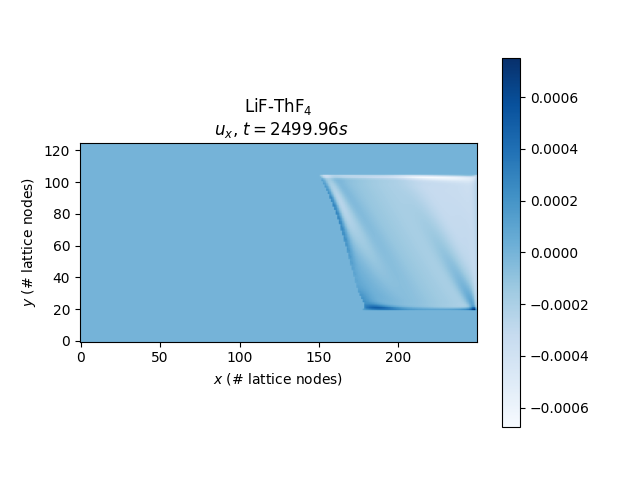 LiF-ThF₄
uₓ, t = 2499.96s
120
100
80
60
40
20
0
y (# lattice nodes)
0 50 100 150 200
x (# lattice nodes)
0.0006
0.0004
0.0002
0.0000
−0.0002
−0.0004
−0.0006